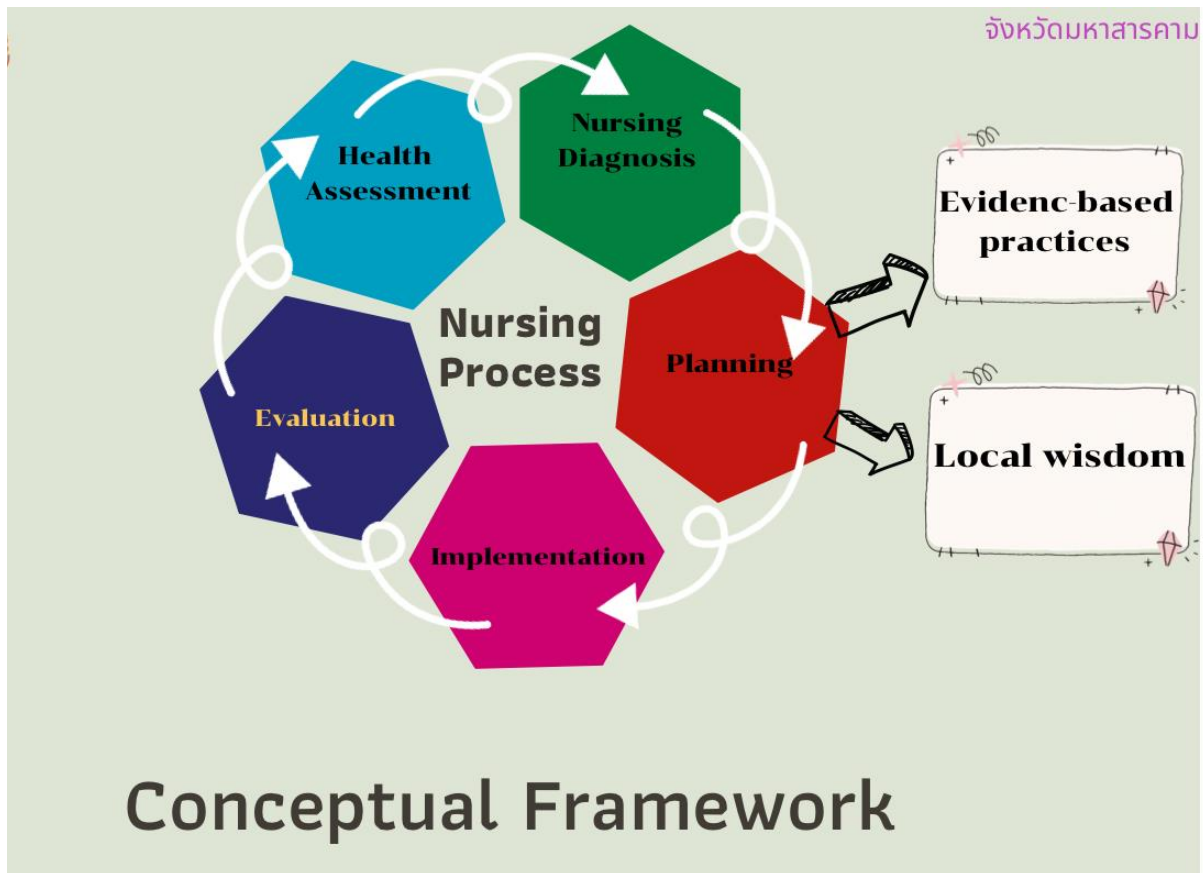 จังหวัดมหาสารคาม
Health
Assessment
Nursing
Diagnosis
Evidenc-based
practices
Nursing
Process
Planning
Evaluation
Local wisdom
Implementation
Conceptual Framework